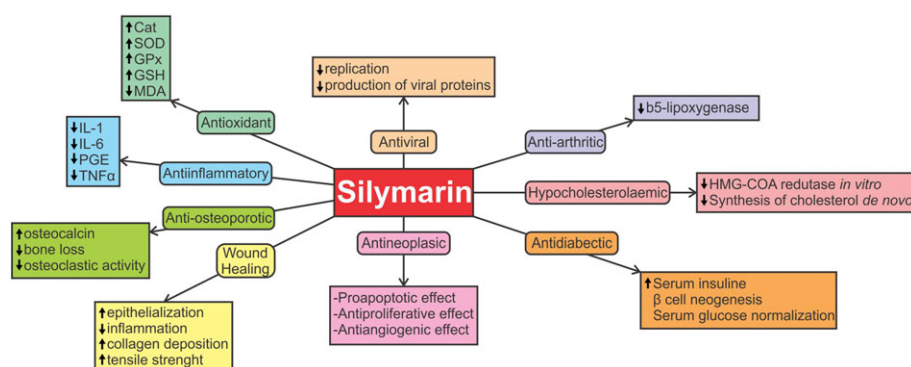 ↑Cat
↑SOD
↑GPx
↑GSH
↓MDA
Antioxidant
↓replication
↓production of viral proteins
Antiviral
↓b5-lipoxygenase
Anti-arthritic
↓IL-1
↓IL-6
↓PGE
↓TNFα
Antiinflammatory
Silymarin
Hypocholesterolaemic
↓HMG-COA redutase in vitro
↓Synthesis of cholesterol de novo
Anti-osteoporotic
↑osteocalcin
↓bone loss
↓osteoclastic activity
Wound
Healing
↑epithelialization
↓inflammation
↑collagen deposition
↑tensile strenght
Antineoplasic
-Proapoptotic effect
-Antiproliferative effect
-Antiangiogenic effect
Antidiabectic
↑Serum insuline
β cell neogenesis
Serum glucose normalization